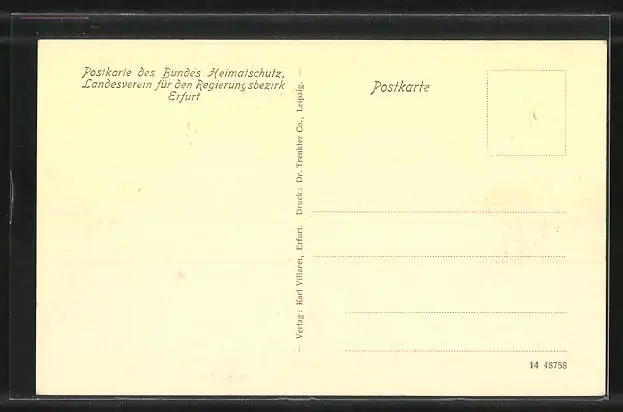 Postkarte des Bundes Heimatschutz,
Landesverein für den Regierungsbezirk
Erfurt
— Verlag: Karl Villaret, Erfurt. Druck: Dr. Trenkler Co., Leipzig. —
Postkarte
14 48758